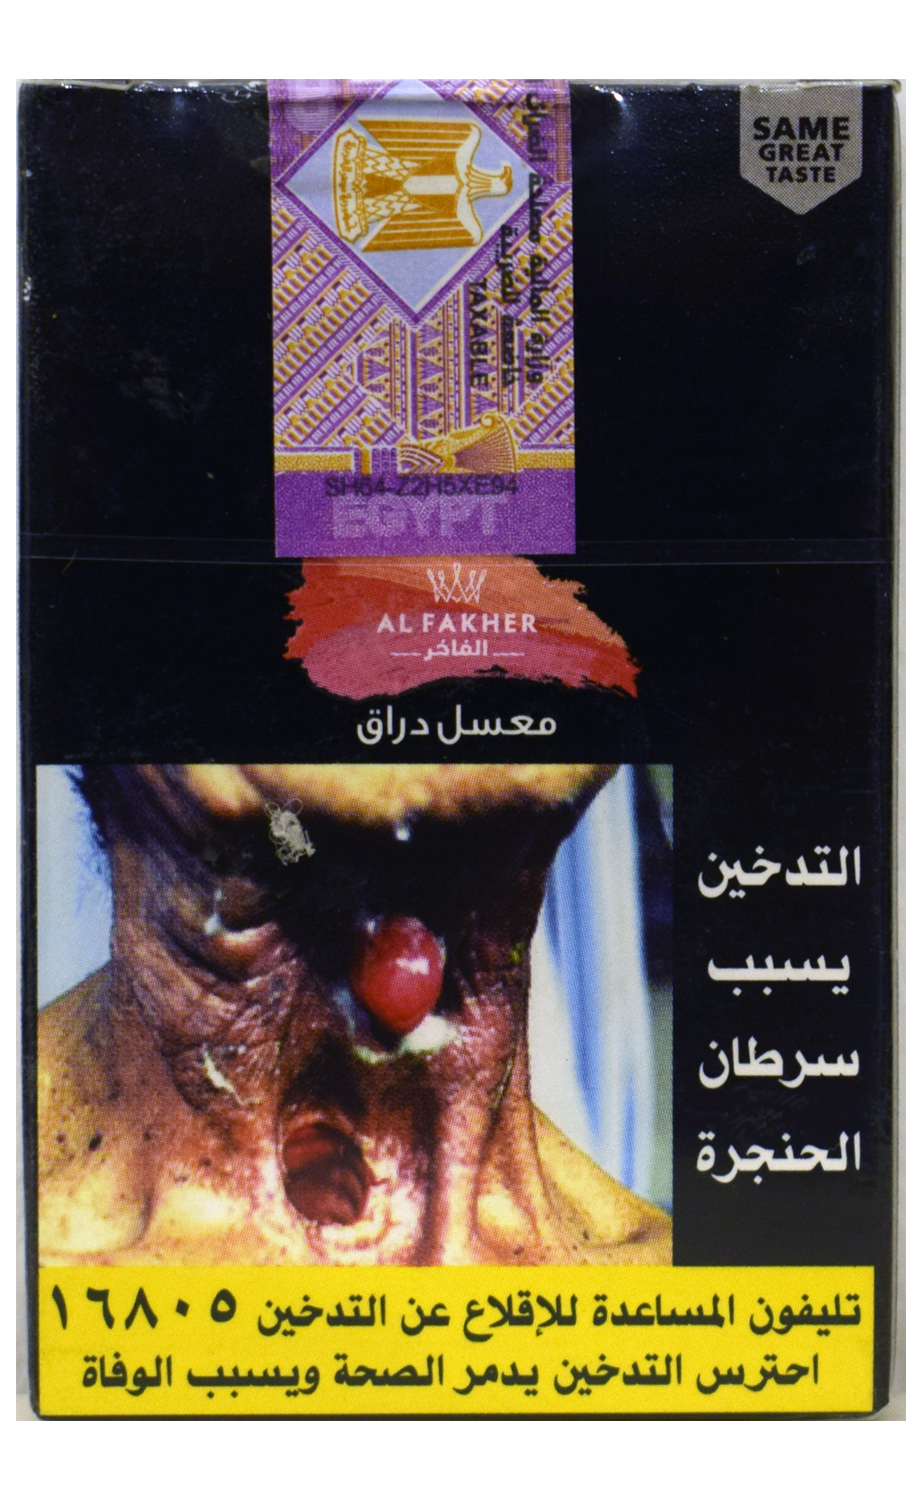 SAME
GREAT
TASTE
وزارة المالية مصلحة الضرائب
المصرية
خاضعة
TAXABLE
SH64-Z2H5XE94
EGYPT
AL FAKHER
الفاخر
معسل دراق
التدخين
يسبب
سرطان
الحنجرة
تليفون المساعدة للإقلاع عن التدخين ١٦٨٠٥
احترس التدخين يدمر الصحة ويسبب الوفاة